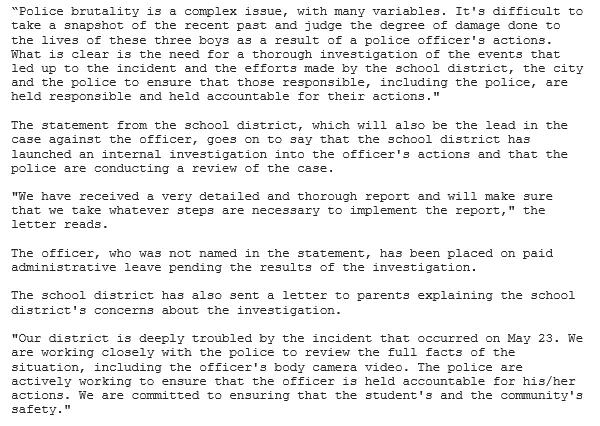 “Police brutality is a complex issue, with many variables. It's difficult to
take a snapshot of the recent past and judge the degree of damage done to
the lives of these three boys as a result of a police officer's actions.
What is clear is the need for a thorough investigation of the events that
led up to the incident and the efforts made by the school district, the city
and the police to ensure that those responsible, including the police, are
held responsible and held accountable for their actions."
The statement from the school district, which will also be the lead in the
case against the officer, goes on to say that the school district has
launched an internal investigation into the officer's actions and that the
police are conducting a review of the case.
"We have received a very detailed and thorough report and will make sure
that we take whatever steps are necessary to implement the report," the
letter reads.
The officer, who was not named in the statement, has been placed on paid
administrative leave pending the results of the investigation.
The school district has also sent a letter to parents explaining the school
district's concerns about the investigation.
"Our district is deeply troubled by the incident that occurred on May 23. We
are working closely with the police to review the full facts of the
situation, including the officer's body camera video. The police are
actively working to ensure that the officer is held accountable for his/her
actions. We are committed to ensuring that the student's and the community's
safety."